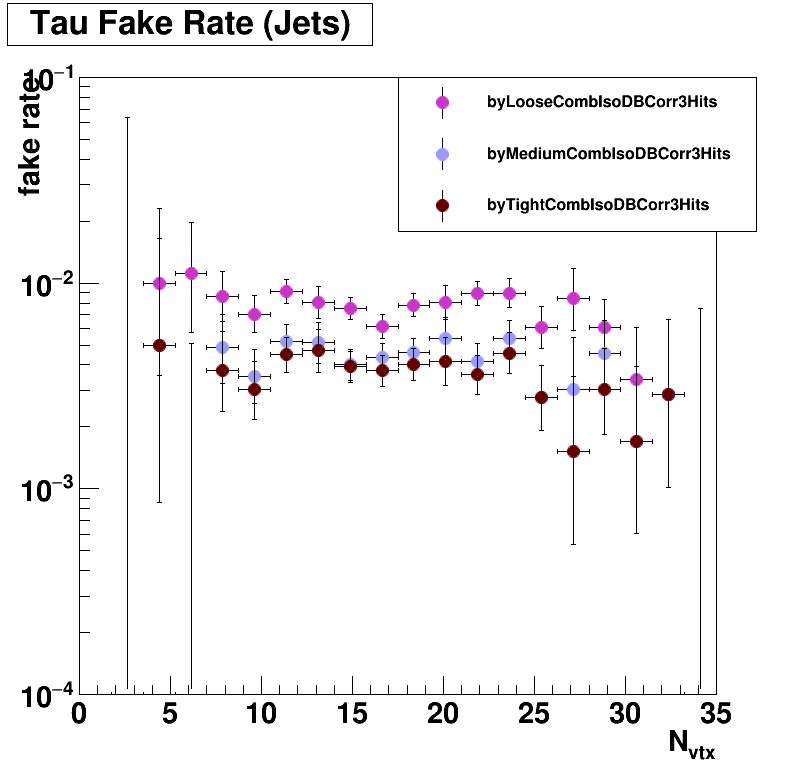 Tau Fake Rate (Jets)
fake rate
10⁻¹
10⁻²
10⁻³
10⁻⁴
byLooseCombIsoDBCorr3Hits
byMediumCombIsoDBCorr3Hits
byTightCombIsoDBCorr3Hits
0 5 10 15 20 25 30 35
N_vtx